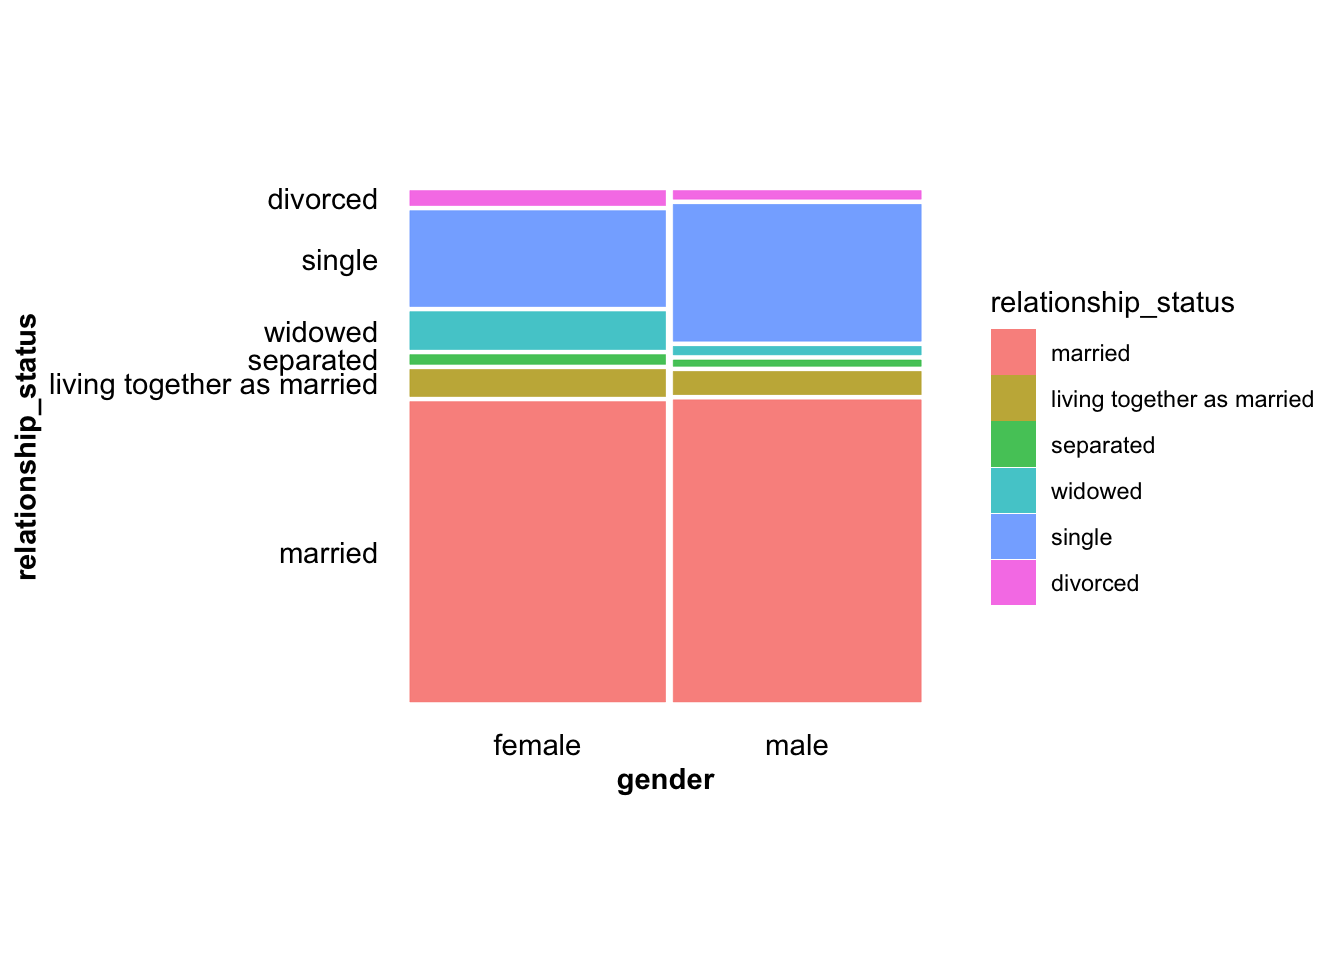 divorced
single
widowed
separated
living together as married
married
relationship_status
female
male
gender
relationship_status
married
living together as married
separated
widowed
single
divorced